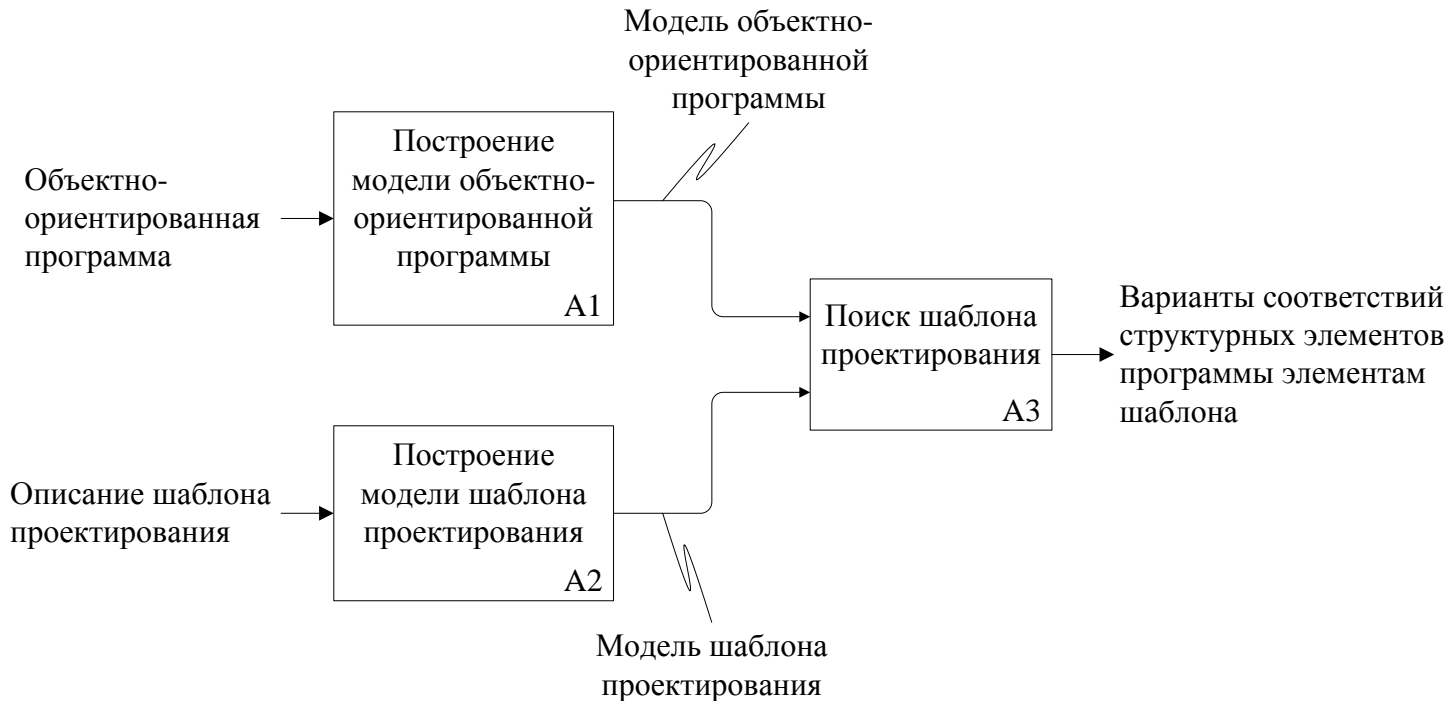 Модель объектно-
ориентированной
программы
Построение
модели объектно-
ориентированной
программы
A1
Объектно-
ориентированная
программа
Поиск шаблона
проектирования
A3
Варианты соответствий
структурных элементов
программы элементам
шаблона
Построение
модели шаблона
проектирования
A2
Описание шаблона
проектирования
Модель шаблона
проектирования